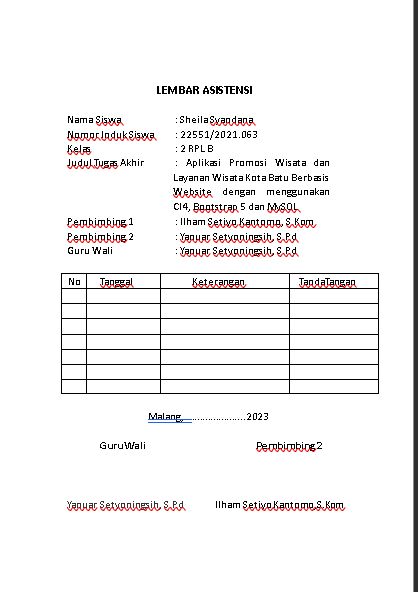 LEMBAR ASISTENSI
Nama Siswa : Sheila Syandana
Nomor Induk Siswa : 22551/2021.063
Kelas : 2 RPL B
Judul Tugas Akhir : Aplikasi Promosi Wisata dan
Layanan Wisata Kota Batu Berbasis
Website dengan menggunakan
CI4, Bootstrap 5 dan MySQL
Pembimbing 1 : Ilham Setiyo Kantomo, S.Kom
Pembimbing 2 : Yanuar Setyoningsih, S.Pd
Guru Wali : Yanuar Setyoningsih, S.Pd
No Tanggal Keterangan TandaTangan
Malang,......................2023
Guru Wali Pembimbing 2
Yanuar Setyoningsih, S.Pd Ilham Setiyo Kantomo,S.Kom